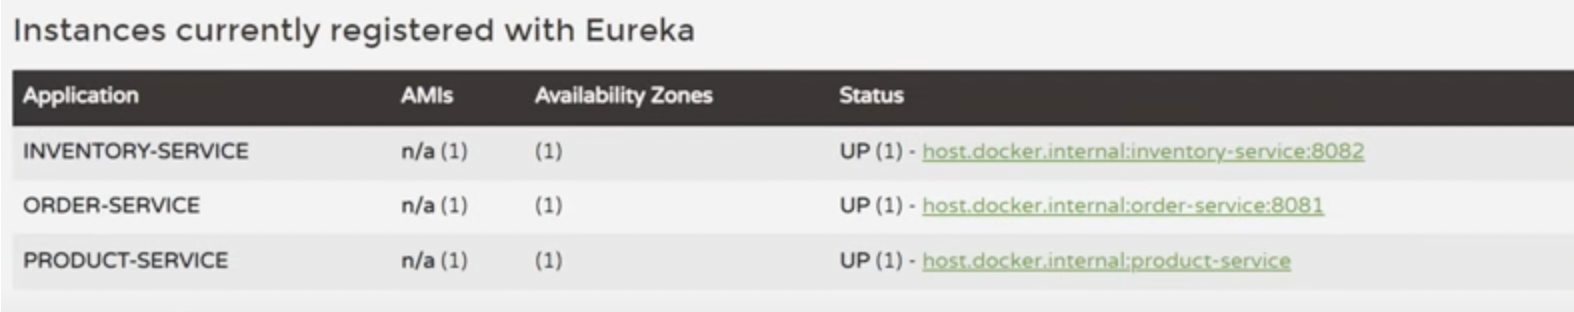 Instances currently registered with Eureka
Application AMIs Availability Zones Status
INVENTORY-SERVICE n/a (1) (1) UP (1) - host.docker.internal:inventory-service:8082
ORDER-SERVICE n/a (1) (1) UP (1) - host.docker.internal:order-service:8081
PRODUCT-SERVICE n/a (1) (1) UP (1) - host.docker.internal:product-service